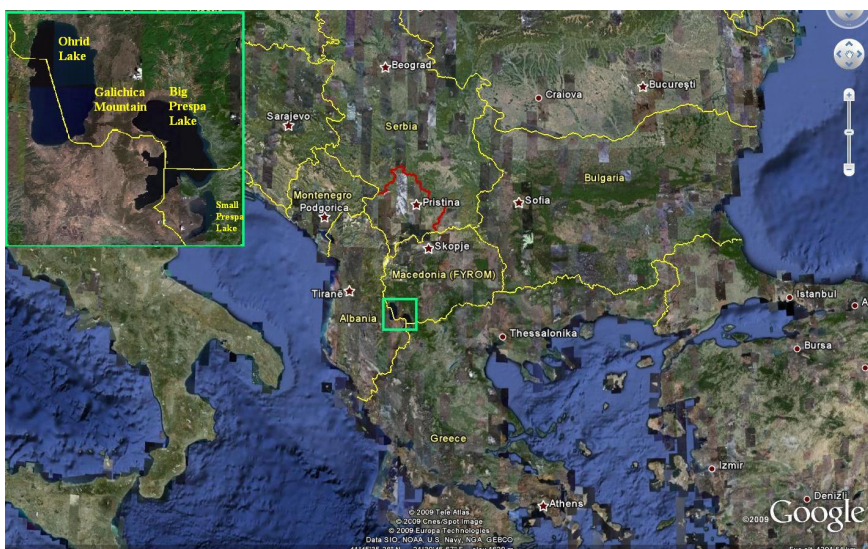 Ohrid
Lake
Galichica
Mountain
Big
Prespa
Lake
Small
Prespa
Lake
Beograd
Craiova
Bucureşti
Sarajevo
Serbia
Montenegro
Podgorica
Pristina
Sofia
Bulgaria
Skopje
Macedonia (FYROM)
Tiranë
Albania
Istanbul
Thessalonika
Bursa
Greece
Izmir
Athens
Denizli
© 2009 Tele Atlas
© 2009 Cnes/Spot Image
© 2009 Europa Technologies
Data SIO, NOAA, U.S. Navy, NGA, GEBCO
©2009 Google